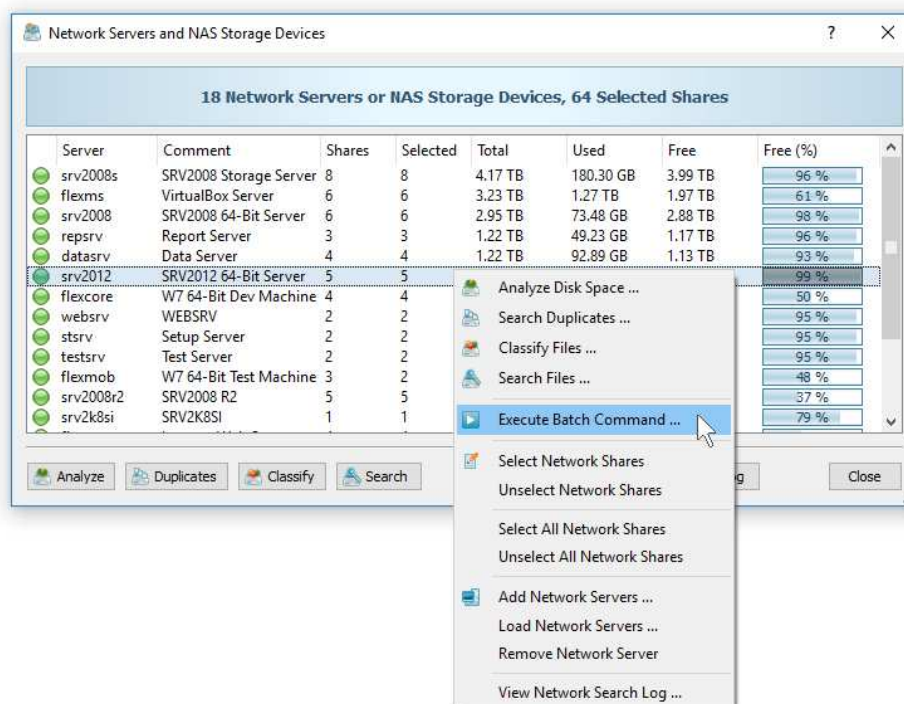 Network Servers and NAS Storage Devices ?
18 Network Servers or NAS Storage Devices, 64 Selected Shares
Server Comment Shares Selected Total Used Free Free (%)
srv2008s SRV2008 Storage Server 8 8 4.17 TB 180.30 GB 3.99 TB 96 %
flexms VirtualBox Server 6 6 3.23 TB 1.27 TB 1.97 TB 61 %
srv2008 SRV2008 64-Bit Server 6 6 2.95 TB 73.48 GB 2.88 TB 98 %
repsrv Report Server 3 3 1.22 TB 49.23 GB 1.17 TB 96 %
datasrv Data Server 4 4 1.22 TB 92.89 GB 1.13 TB 93 %
srv2012 SRV2012 64-Bit Server 5 5 99 %
flexcore W7 64-Bit Dev Machine 4 4 50 %
websrv WEBSRV 2 2 95 %
stsrv Setup Server 2 2 95 %
testsrv Test Server 2 2 95 %
flexmob W7 64-Bit Test Machine 3 2 48 %
srv2008r2 SRV2008 R2 5 5 37 %
srv2k8si SRV2K8SI 1 1 79 %
Analyze Duplicates Classify Search Close
Analyze Disk Space ...
Search Duplicates ...
Classify Files ...
Search Files ...
Execute Batch Command ...
Select Network Shares
Unselect Network Shares
Select All Network Shares
Unselect All Network Shares
Add Network Servers ...
Load Network Servers ...
Remove Network Server
View Network Search Log ...